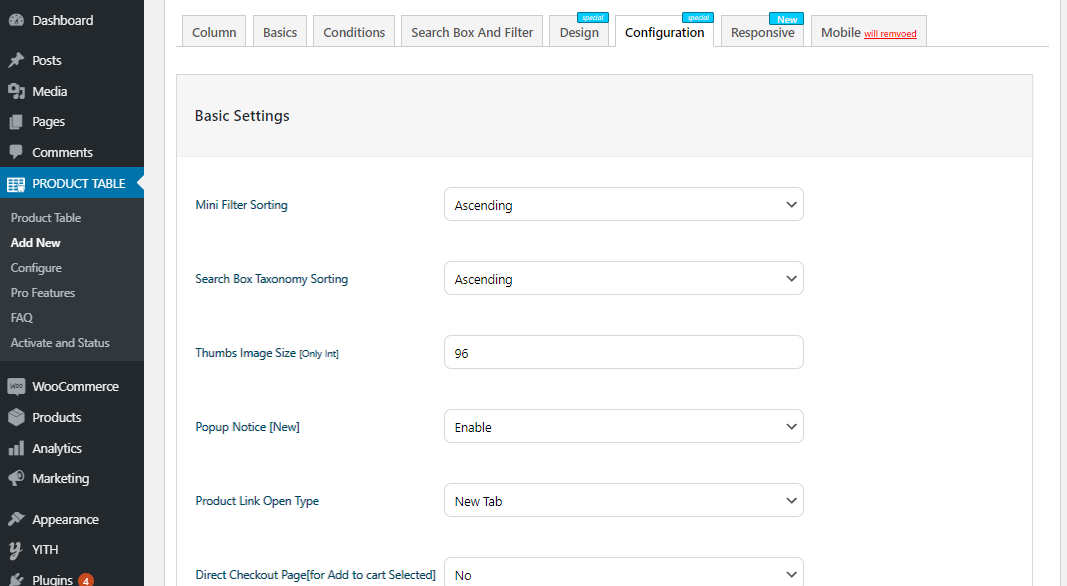 Dashboard
Posts
Media
Pages
Comments
PRODUCT TABLE
Product Table
Add New
Configure
Pro Features
FAQ
Activate and Status
Woo WooCommerce
Products
Analytics
Marketing
Appearance
YITH
Plugins 4
special special New
Column Basics Conditions Search Box And Filter Design Configuration Responsive Mobile will remvoed
Basic Settings
Mini Filter Sorting Ascending
Search Box Taxonomy Sorting Ascending
Thumbs Image Size [Only Int] 96
Popup Notice [New] Enable
Product Link Open Type New Tab
Direct Checkout Page[for Add to cart Selected] No